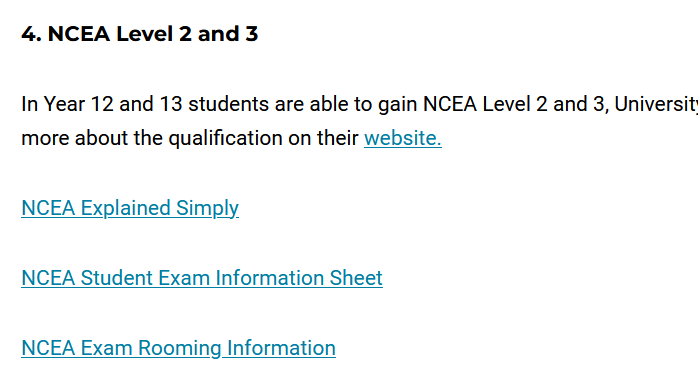 4. NCEA Level 2 and 3
In Year 12 and 13 students are able to gain NCEA Level 2 and 3, University
more about the qualification on their website.
NCEA Explained Simply
NCEA Student Exam Information Sheet
NCEA Exam Rooming Information